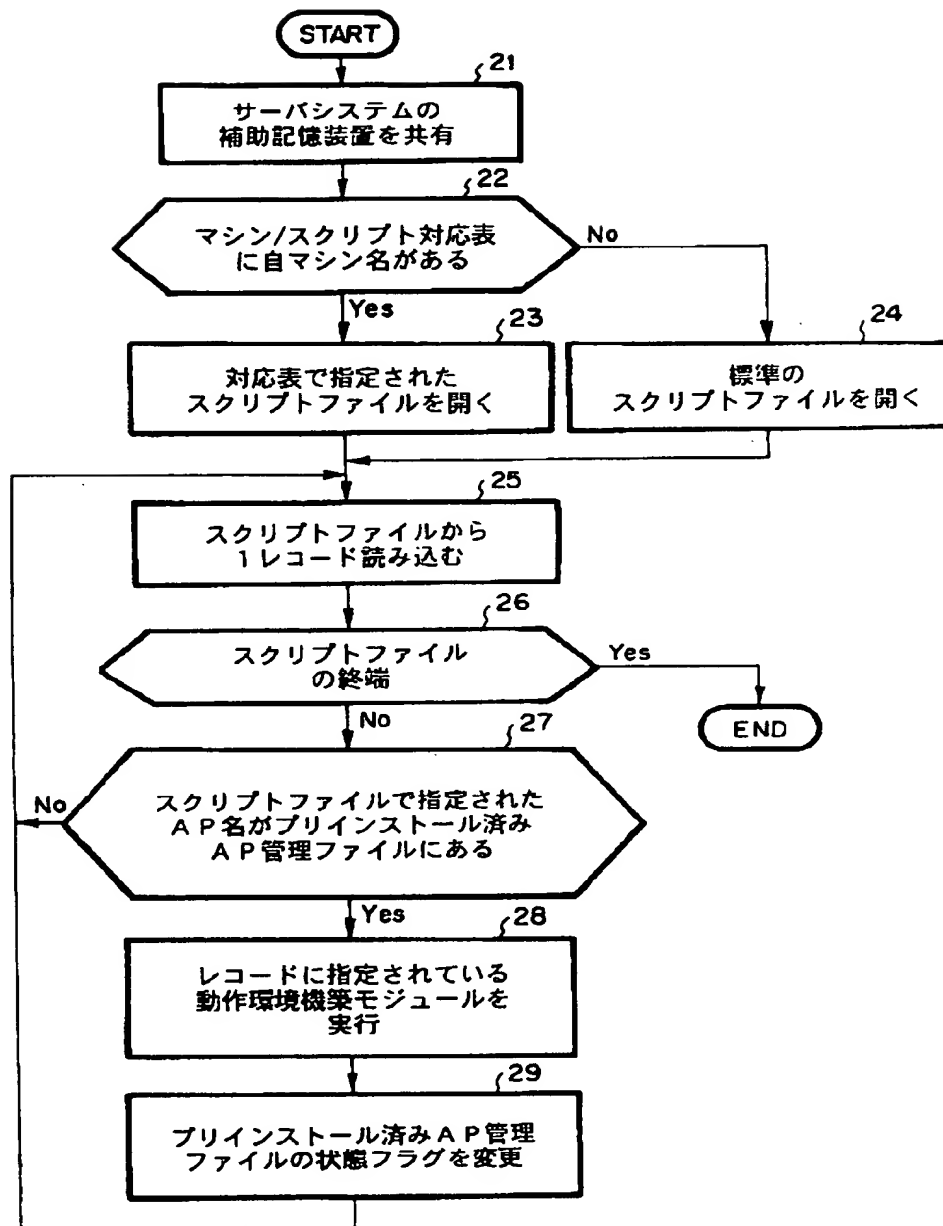 START
21
サーバシステムの
補助記憶装置を共有
22
マシン/スクリプト対応表
に自マシン名がある
No
Yes
23
対応表で指定された
スクリプトファイルを開く
24
標準の
スクリプトファイルを開く
25
スクリプトファイルから
1レコード読み込む
26
スクリプトファイル
の終端
Yes
END
No
27
スクリプトファイルで指定された
AP名がプリインストール済み
AP管理ファイルにある
No
Yes
28
レコードに指定されている
動作環境機築モジュールを
実行
29
プリインストール済みAP管理
ファイルの状態フラグを変更